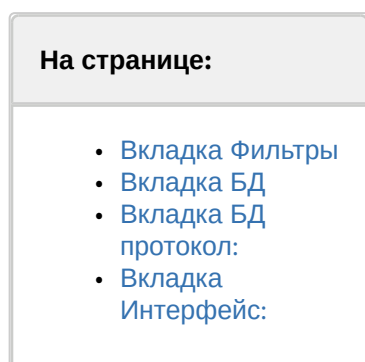 На странице:
• Вкладка Фильтры
• Вкладка БД
• Вкладка БД
протокол:
• Вкладка
Интерфейс: